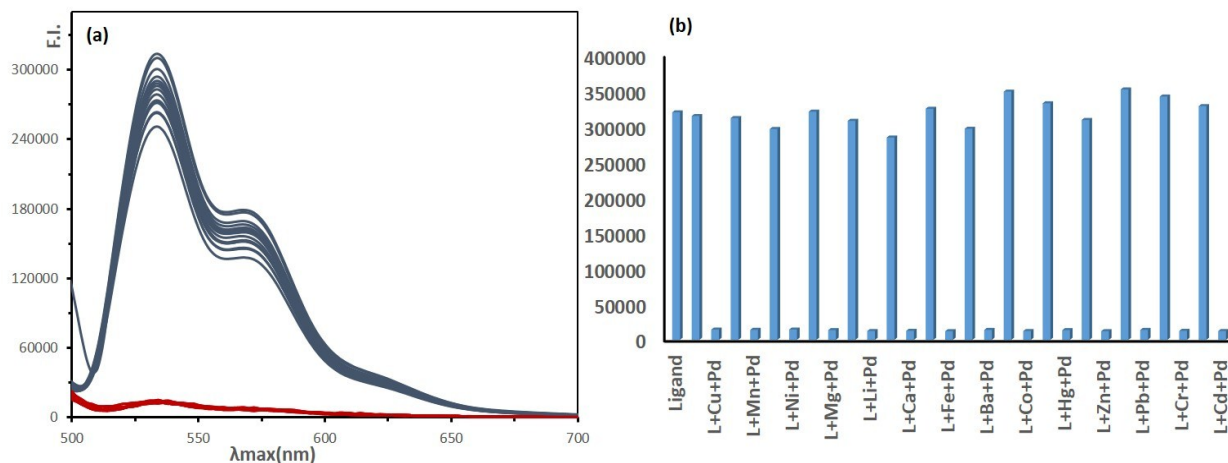 (a)
F.I.
300000
240000
180000
120000
60000
0
500
550
600
650
700
λmax(nm)
(b)
400000
350000
300000
250000
200000
150000
100000
50000
0
Ligand
L+Cu+Pd
L+Mn+Pd
L+Ni+Pd
L+Mg+Pd
L+Li+Pd
L+Ca+Pd
L+Fe+Pd
L+Ba+Pd
L+Co+Pd
L+Hg+Pd
L+Zn+Pd
L+Pb+Pd
L+Cr+Pd
L+Cd+Pd